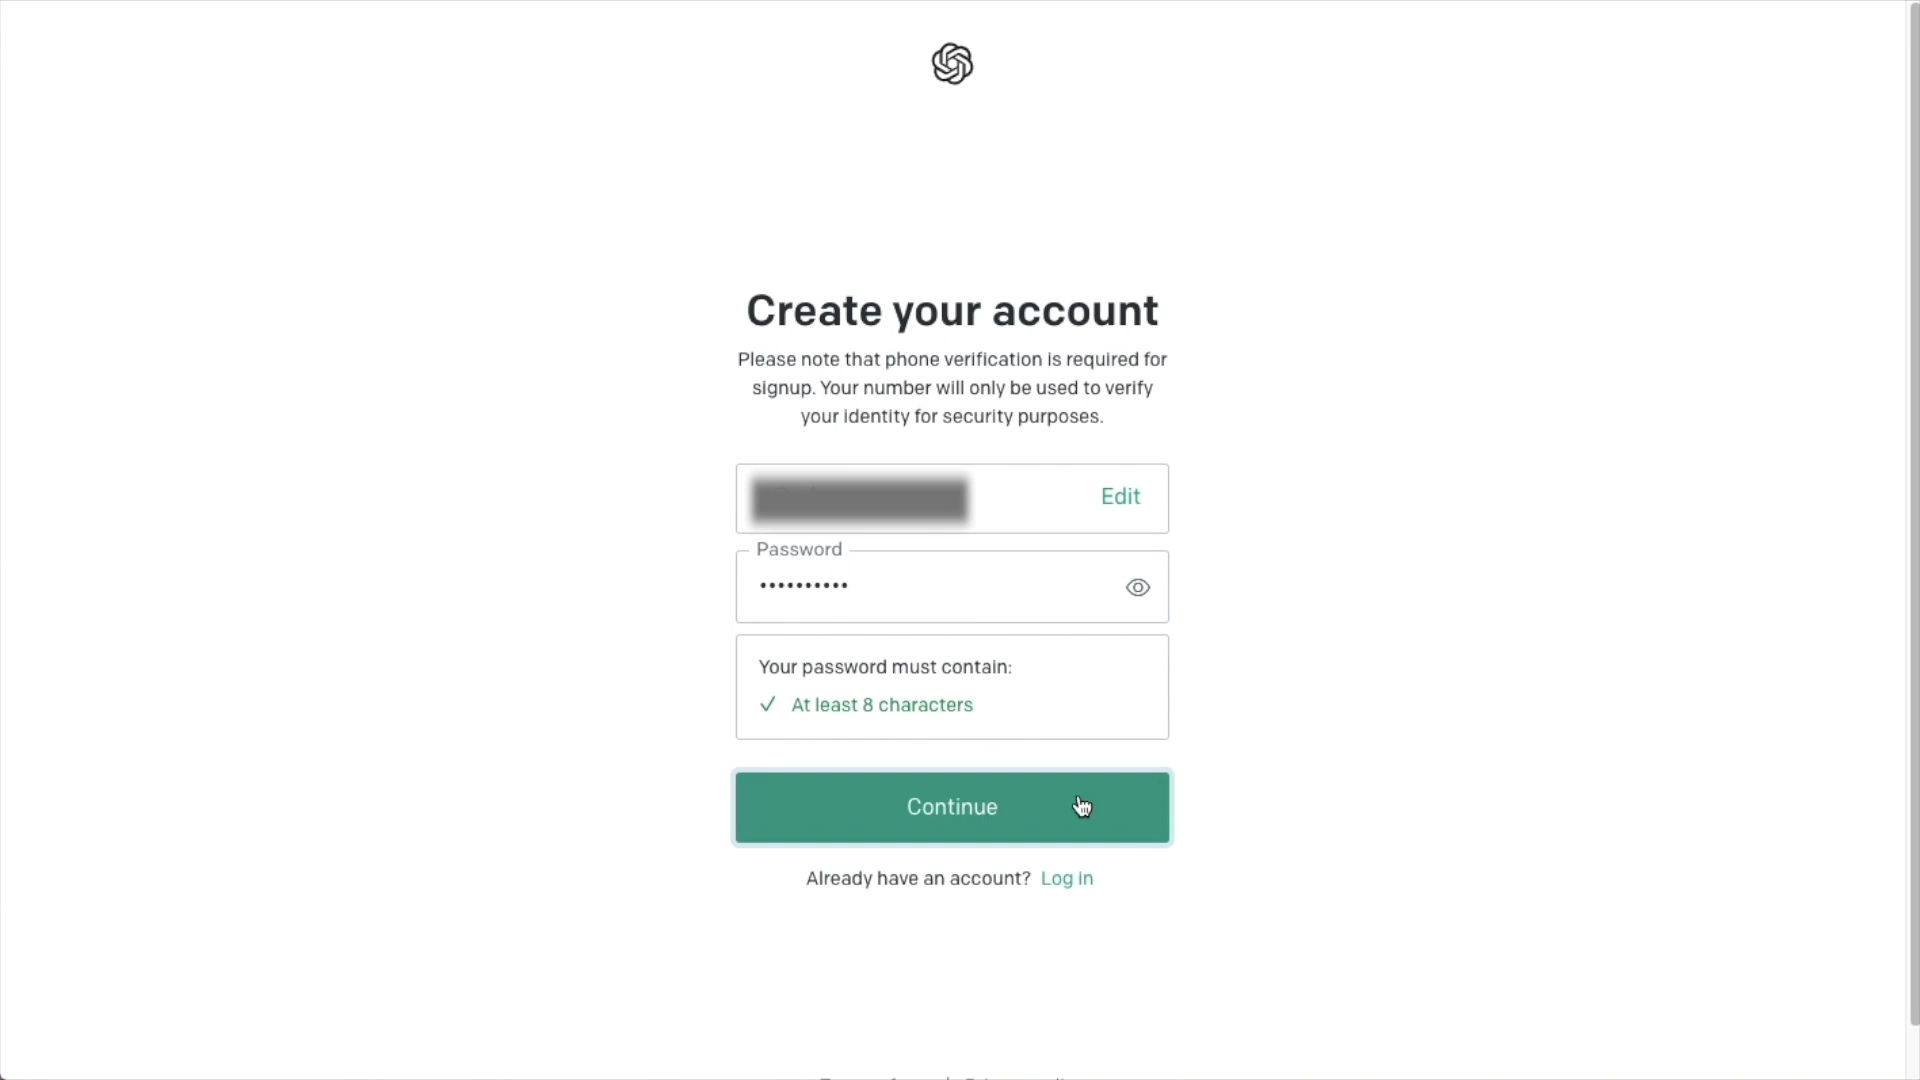 Create your account
Please note that phone verification is required for
signup. Your number will only be used to verify
your identity for security purposes.
Edit
Password
••••••••••
Your password must contain:
✓ At least 8 characters
Continue
Already have an account? Log in